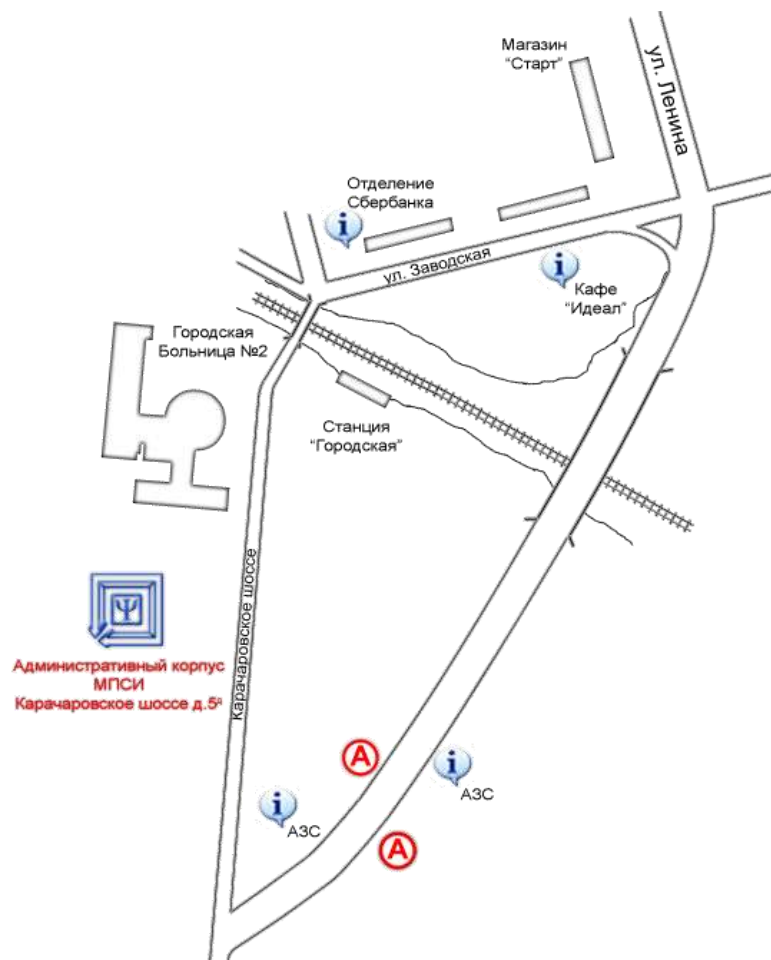 Магазин
“Старт”
ул. Ленина
Отделение
Сбербанка
ул. Заводская
Кафе
“Идеал”
Городская
Больница №2
Станция
“Городская”
Карачаровское шоссе
Ψ
Административный корпус
МПСИ
Карачаровское шоссе д.5ᵃ
А
АЗС
АЗС
А